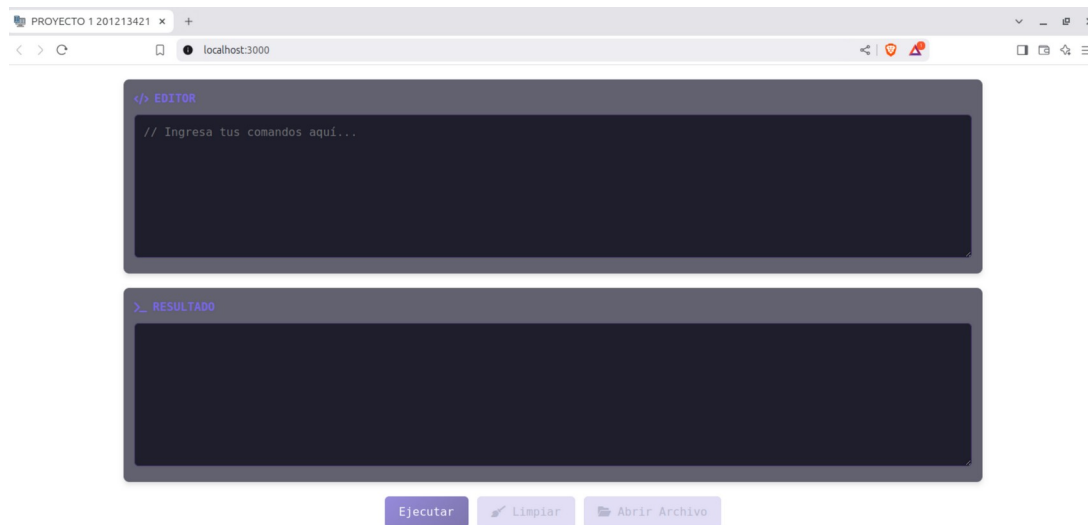 PROYECTO 1 201213421
localhost:3000
</> EDITOR
// Ingresa tus comandos aquí...
>_ RESULTADO
Ejecutar
Limpiar
Abrir Archivo